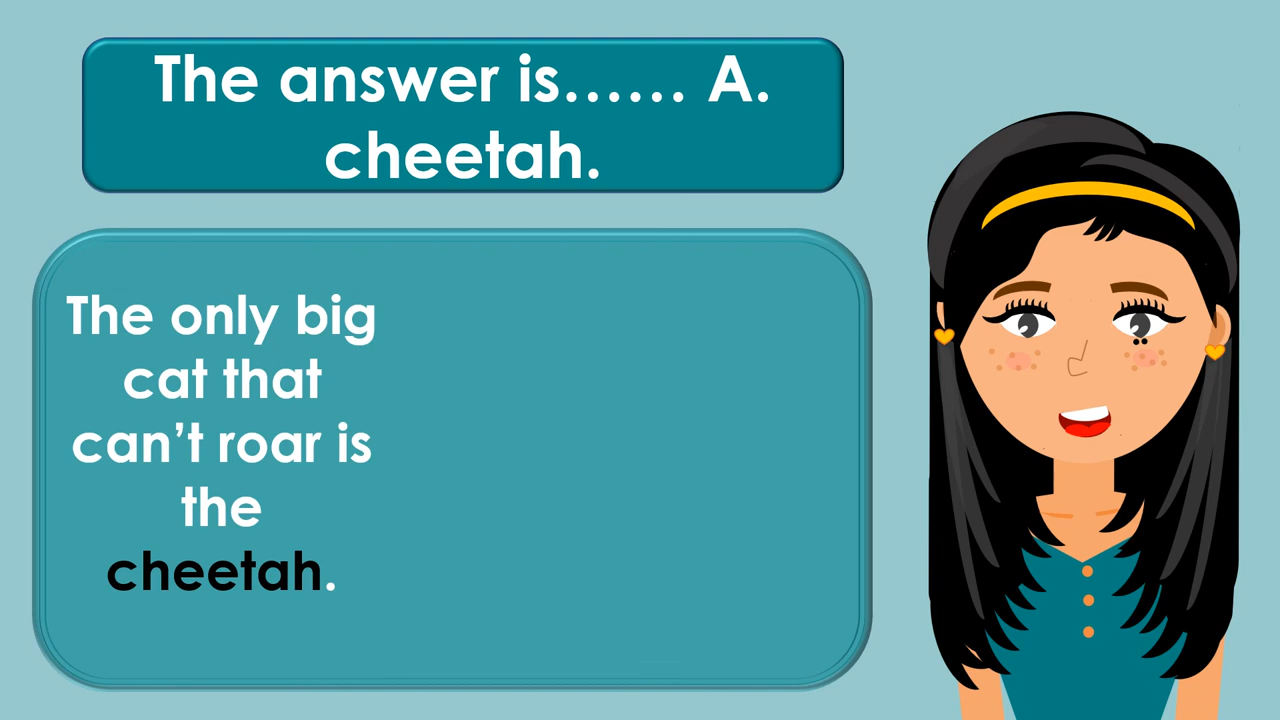 The answer is...... A.
cheetah.
The only big
cat that
can’t roar is
the
cheetah.